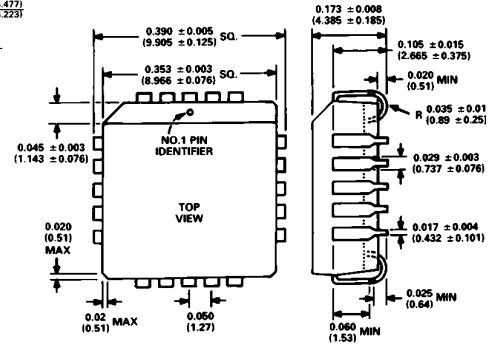 .477)
.223)
0.390 ± 0.005 SQ.
(9.905 ± 0.125)
0.353 ± 0.003 SQ.
(8.966 ± 0.076)
0.173 ± 0.008
(4.385 ± 0.185)
0.105 ± 0.015
(2.665 ± 0.375)
0.020 MIN
(0.51)
R 0.035 ± 0.01
(0.89 ± 0.25)
NO.1 PIN
IDENTIFIER
0.045 ± 0.003
(1.143 ± 0.076)
0.029 ± 0.003
(0.737 ± 0.076)
TOP
VIEW
0.020
(0.51)
MAX
0.017 ± 0.004
(0.432 ± 0.101)
0.02 MAX
(0.51)
0.050
(1.27)
0.025 MIN
(0.64)
0.060 MIN
(1.53)